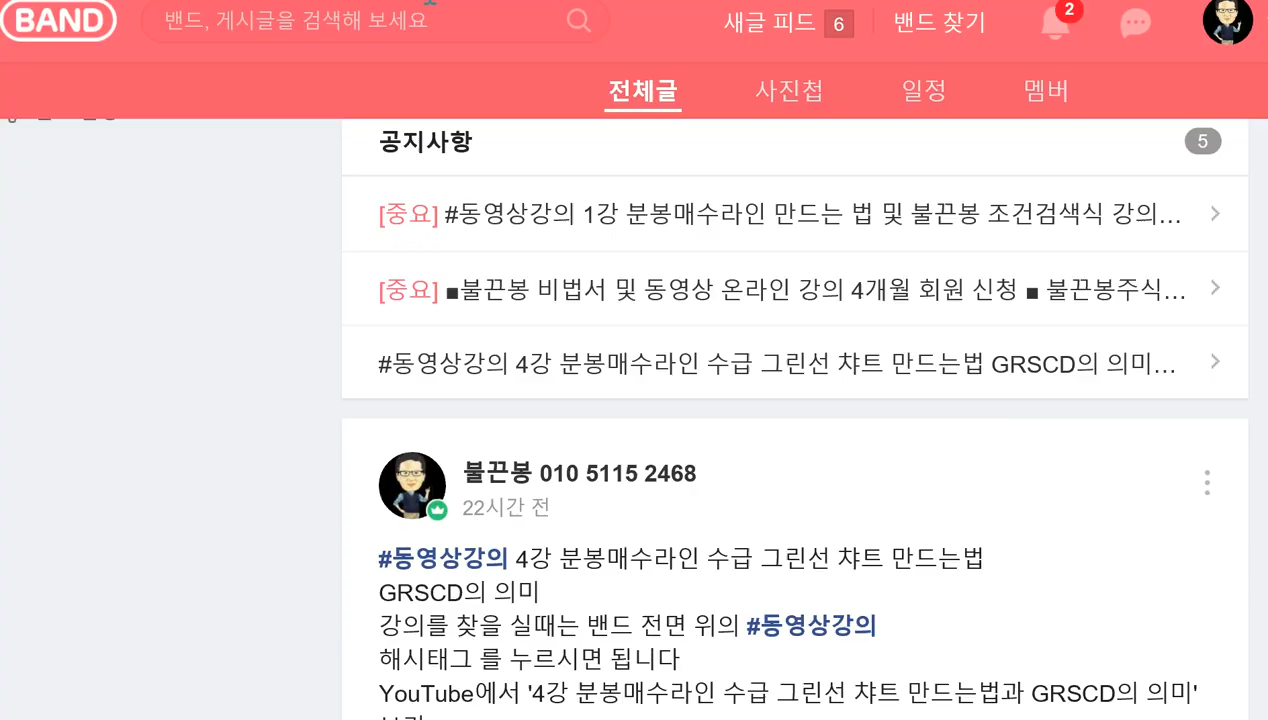 BAND
밴드, 게시글을 검색해 보세요
새글 피드 6
밴드 찾기
2
전체글
사진첩
일정
멤버
공지사항
5
[중요] #동영상강의 1강 분봉매수라인 만드는 법 및 불끈봉 조건검색식 강의...
[중요] ■불끈봉 비법서 및 동영상 온라인 강의 4개월 회원 신청 ■ 불끈봉주식...
#동영상강의 4강 분봉매수라인 수급 그린선 챠트 만드는법 GRSCD의 의미...
불끈봉 010 5115 2468
22시간 전
#동영상강의 4강 분봉매수라인 수급 그린선 챠트 만드는법
GRSCD의 의미
강의를 찾을 실때는 밴드 전면 위의 #동영상강의
해시태그 를 누르시면 됩니다
YouTube에서 '4강 분봉매수라인 수급 그린선 챠트 만드는법과 GRSCD의 의미'